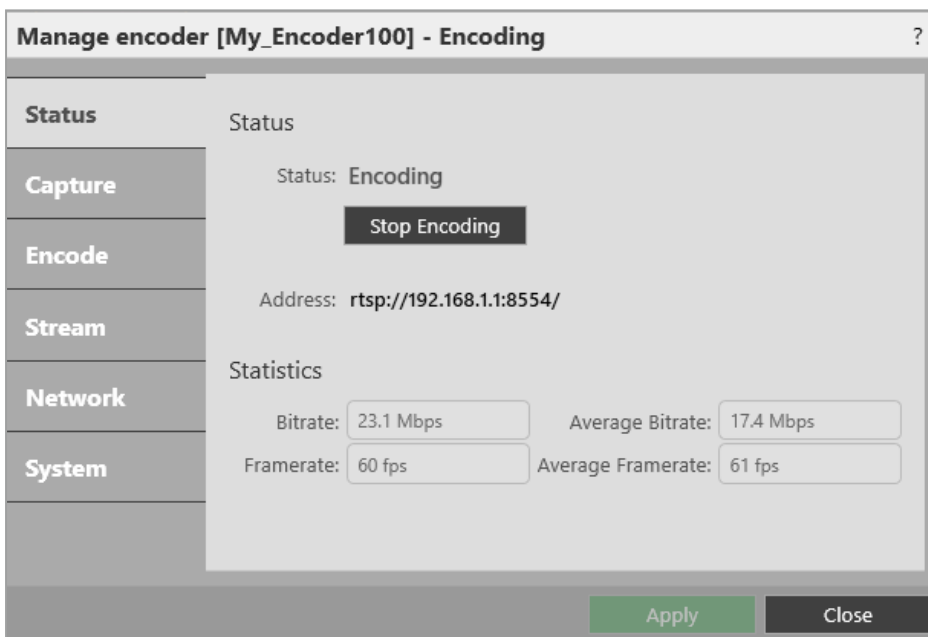 Manage encoder [My_Encoder100] - Encoding ?
Status
Capture
Encode
Stream
Network
System
Status
Status: Encoding
Stop Encoding
Address: rtsp://192.168.1.1:8554/
Statistics
Bitrate: 23.1 Mbps Average Bitrate: 17.4 Mbps
Framerate: 60 fps Average Framerate: 61 fps
Apply Close